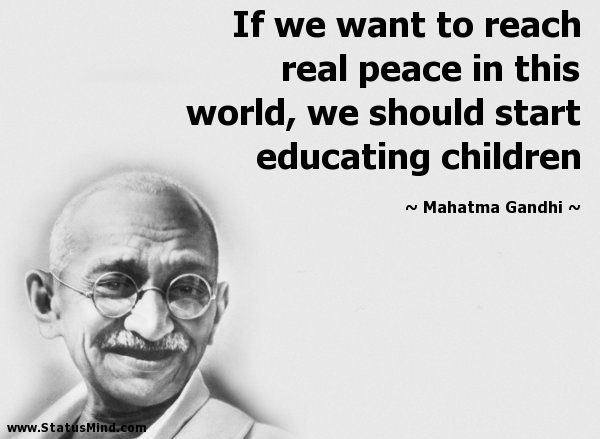 If we want to reach
real peace in this
world, we should start
educating children
~ Mahatma Gandhi ~
www.StatusMind.com